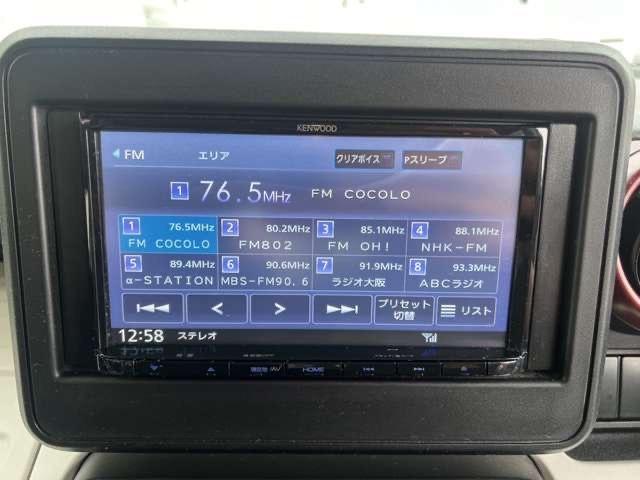 KENWOOD
FM エリア クリアボイス Pスリープ
1 76.5MHz FM COCOLO
1 76.5MHz 2 80.2MHz 3 85.1MHz 4 88.1MHz
FM COCOLO FM802 FM OH! NHK-FM
5 89.4MHz 6 90.6MHz 7 91.9MHz 8 93.3MHz
α-STATION MBS-FM90.6 ラジオ大阪 ABCラジオ
プリセット
切替 リスト
12:58 ステレオ
現在地 /AV HOME